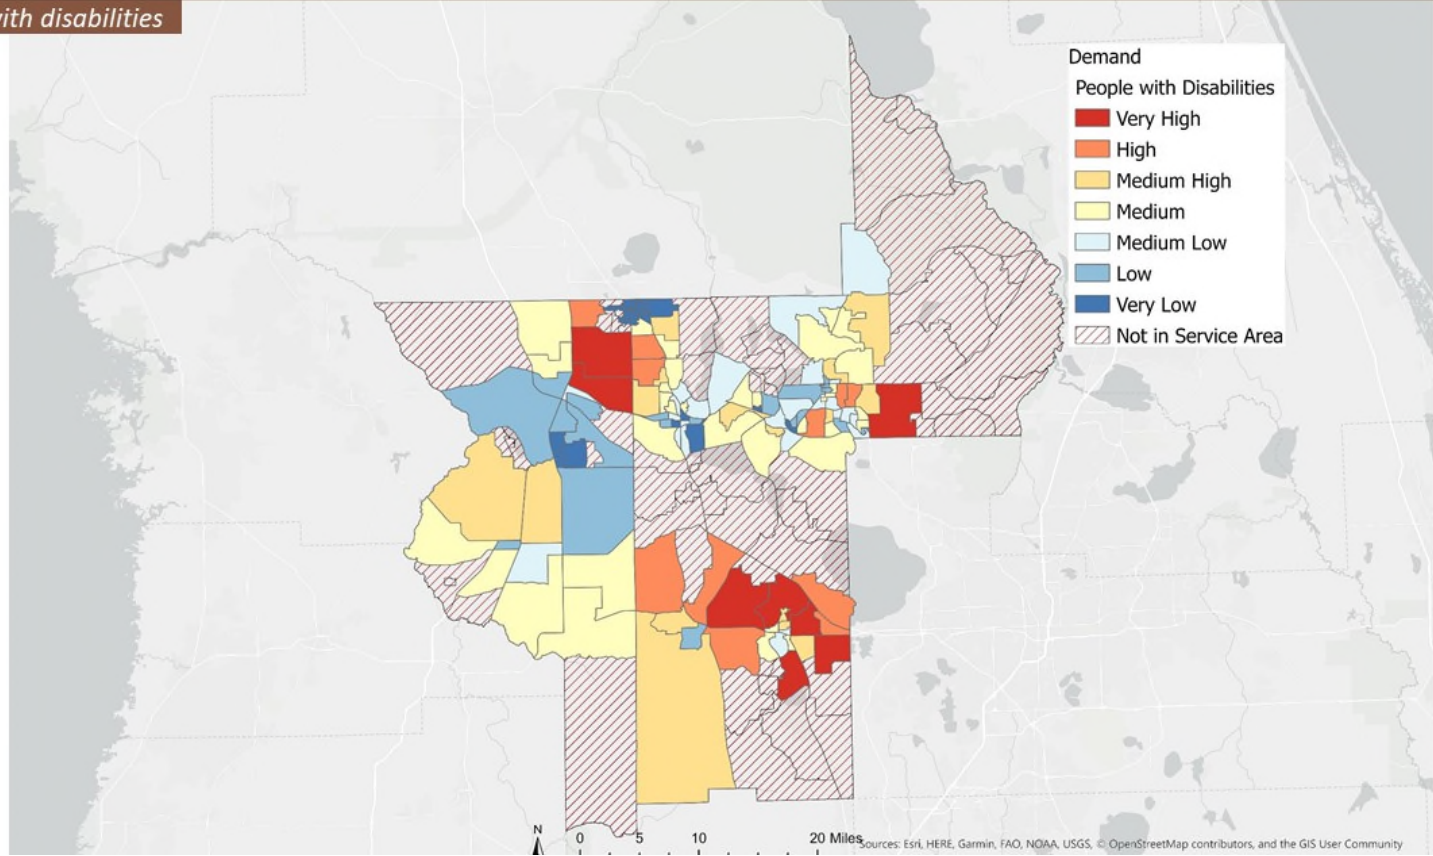 with disabilities
Demand
People with Disabilities
Very High
High
Medium High
Medium
Medium Low
Low
Very Low
Not in Service Area
N
0 5 10 20 Miles
Sources: Esri, HERE, Garmin, FAO, NOAA, USGS, © OpenStreetMap contributors, and the GIS User Community